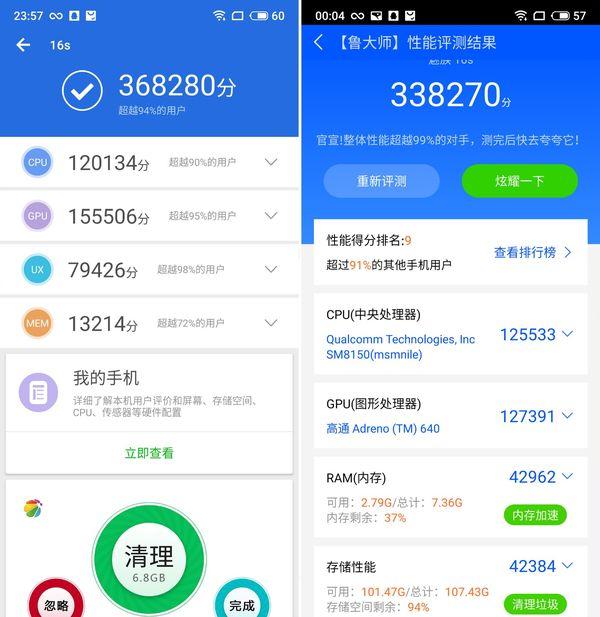 23:57
60
16s
368280分
超越94%的用户
CPU
120134分
超越90%的用户
GPU
155506分
超越95%的用户
UX
79426分
超越98%的用户
MEM
13214分
超越72%的用户
我的手机
详细了解本机用户评价和屏幕、存储空间、
CPU、传感器等硬件配置
立即查看
清理
6.8GB
忽略
完成
00:04
57
【鲁大师】性能评测结果
338270分
官宣!整体性能超越99%的对手，测完后快去夸夸它!
重新评测
炫耀一下
性能得分排名:9
超过91%的其他手机用户
查看排行榜
CPU(中央处理器)
Qualcomm Technologies, Inc
SM8150(msmnile)
125533
GPU(图形处理器)
高通 Adreno (TM) 640
127391
RAM(内存)
可用：2.79G/总计：7.36G
内存剩余：37%
42962
内存加速
存储性能
可用：101.47G/总计：107.43G
存储空间剩余：94%
42384
清理垃圾